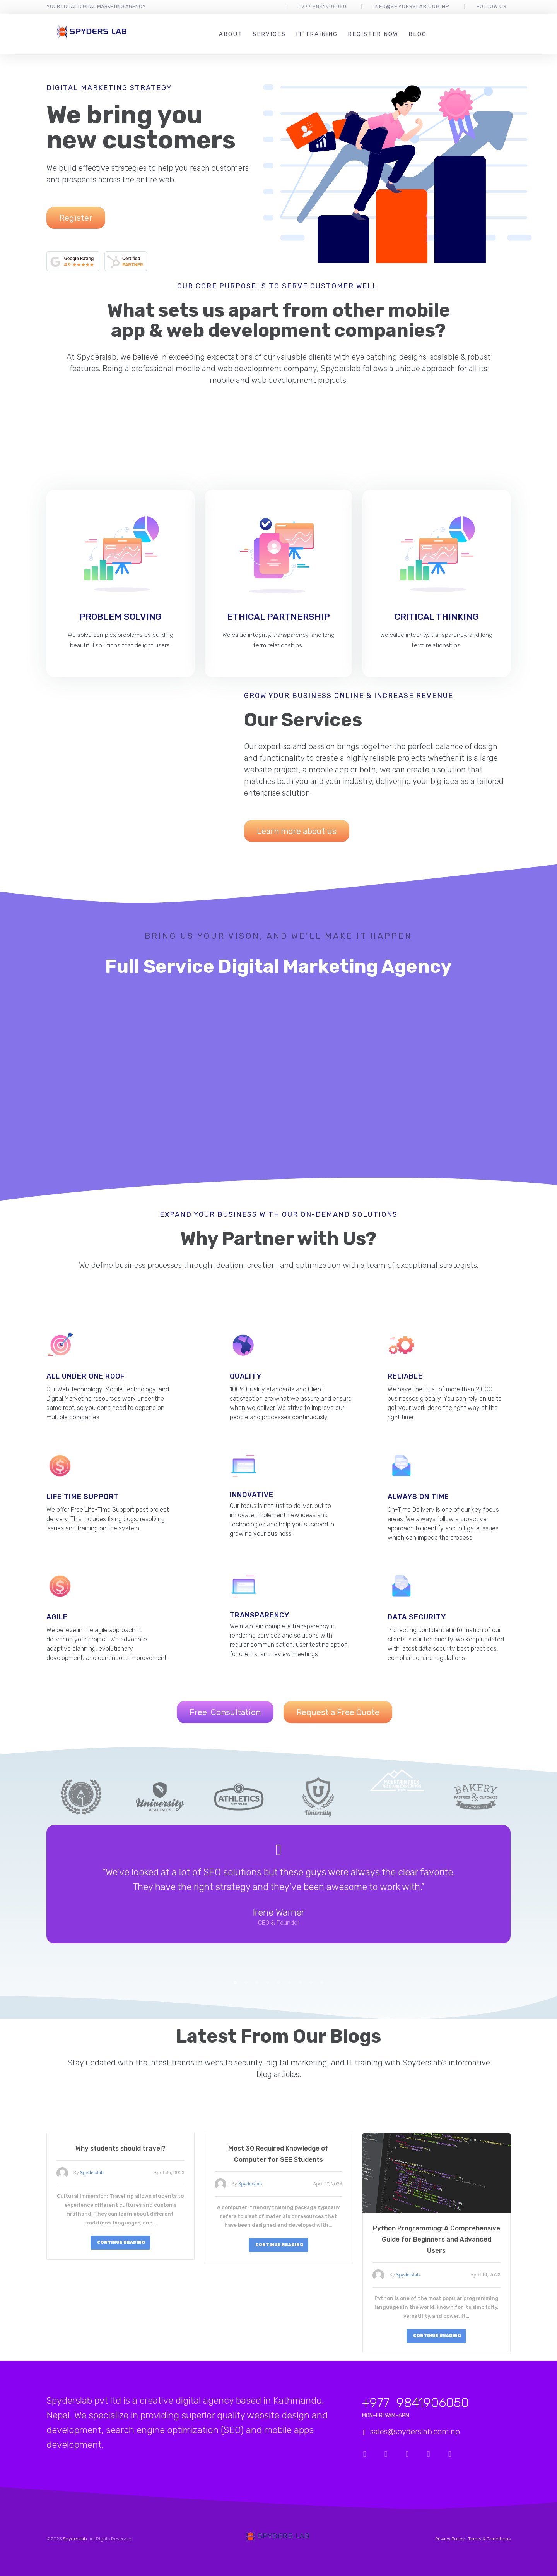 YOUR LOCAL DIGITAL MARKETING AGENCY
+977 9841906050
INFO@SPYDERSLAB.COM.NP
FOLLOW US
SPYDERS LAB
ABOUT
SERVICES
IT TRAINING
REGISTER NOW
BLOG
DIGITAL MARKETING STRATEGY
We bring you
new customers
We build effective strategies to help you reach customers
and prospects across the entire web.
Register
Google Rating
4.9 ★★★★★
Certified
PARTNER
OUR CORE PURPOSE IS TO SERVE CUSTOMER WELL
What sets us apart from other mobile
app & web development companies?
At Spyderslab, we believe in exceeding expectations of our valuable clients with eye catching designs, scalable & robust
features. Being a professional mobile and web development company, Spyderslab follows a unique approach for all its
mobile and web development projects.
PROBLEM SOLVING
We solve complex problems by building
beautiful solutions that delight users.
ETHICAL PARTNERSHIP
We value integrity, transparency, and long
term relationships.
CRITICAL THINKING
We value integrity, transparency, and long
term relationships.
GROW YOUR BUSINESS ONLINE & INCREASE REVENUE
Our Services
Our expertise and passion brings together the perfect balance of design
and functionality to create a highly reliable projects whether it is a large
website project, a mobile app or both, we can create a solution that
matches both you and your industry, delivering your big idea as a tailored
enterprise solution.
Learn more about us
BRING US YOUR VISON, AND WE'LL MAKE IT HAPPEN
Full Service Digital Marketing Agency
EXPAND YOUR BUSINESS WITH OUR ON-DEMAND SOLUTIONS
Why Partner with Us?
We define business processes through ideation, creation, and optimization with a team of exceptional strategists.
ALL UNDER ONE ROOF
Our Web Technology, Mobile Technology, and
Digital Marketing resources work under the
same roof, so you don't need to depend on
multiple companies
QUALITY
100% Quality standards and Client
satisfaction are what we assure and ensure
when we deliver. We strive to improve our
people and processes continuously.
RELIABLE
We have the trust of more than 2,000
businesses globally. You can rely on us to
get your work done the right way at the
right time.
LIFE TIME SUPPORT
We offer Free Life-Time Support post project
delivery. This includes fixing bugs, resolving
issues and training on the system.
INNOVATIVE
Our focus is not just to deliver, but to
innovate, implement new ideas and
technologies and help you succeed in
growing your business.
ALWAYS ON TIME
On-Time Delivery is one of our key focus
areas. We always follow a proactive
approach to identify and mitigate issues
which can impede the process.
AGILE
We believe in the agile approach to
delivering your project. We advocate
adaptive planning, evolutionary
development, and continuous improvement.
TRANSPARENCY
We maintain complete transparency in
rendering services and solutions with
regular communication, user testing option
for clients, and review meetings.
DATA SECURITY
Protecting confidential information of our
clients is our top priority. We keep updated
with latest data security best practices,
compliance, and regulations.
Free Consultation
Request a Free Quote
University
ACADEMICS
ATHLETICS
University
BAKERY
PASTRIES & CUPCAKES
"We've looked at a lot of SEO solutions but these guys were always the clear favorite.
They have the right strategy and they've been awesome to work with."
Irene Warner
CEO & Founder
Latest From Our Blogs
Stay updated with the latest trends in website security, digital marketing, and IT training with Spyderslab's informative
blog articles.
Why students should travel?
By Spyderslab
April 26, 2023
Cultural immersion: Traveling allows students to
experience different cultures and customs
firsthand. They can learn about different
traditions, languages, and...
CONTINUE READING
Most 30 Required Knowledge of
Computer for SEE Students
By Spyderslab
April 17, 2023
A computer-friendly training package typically
refers to a set of materials or resources that
have been designed and developed with...
CONTINUE READING
Python Programming: A Comprehensive
Guide for Beginners and Advanced
Users
By Spyderslab
April 16, 2023
Python is one of the most popular programming
languages in the world, known for its simplicity,
versatility, and power. It...
CONTINUE READING
Spyderslab pvt ltd is a creative digital agency based in Kathmandu,
Nepal. We specialize in providing superior quality website design and
development, search engine optimization (SEO) and mobile apps
development.
+977 9841906050
MON-FRI 9AM-6PM
sales@spyderslab.com.np
©2023 Spyderslab. All Rights Reserved.
SPYDERS LAB
Privacy Policy | Terms & Conditions